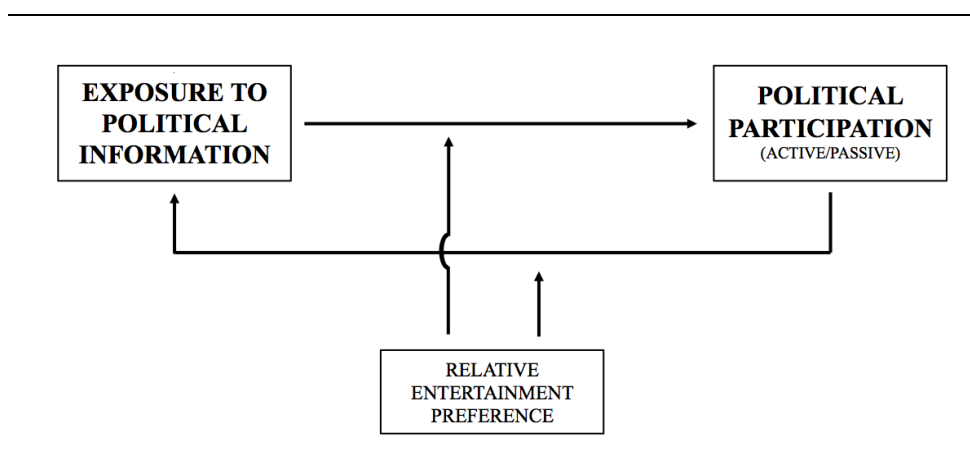 EXPOSURE TO
POLITICAL
INFORMATION
POLITICAL
PARTICIPATION
(ACTIVE/PASSIVE)
RELATIVE
ENTERTAINMENT
PREFERENCE